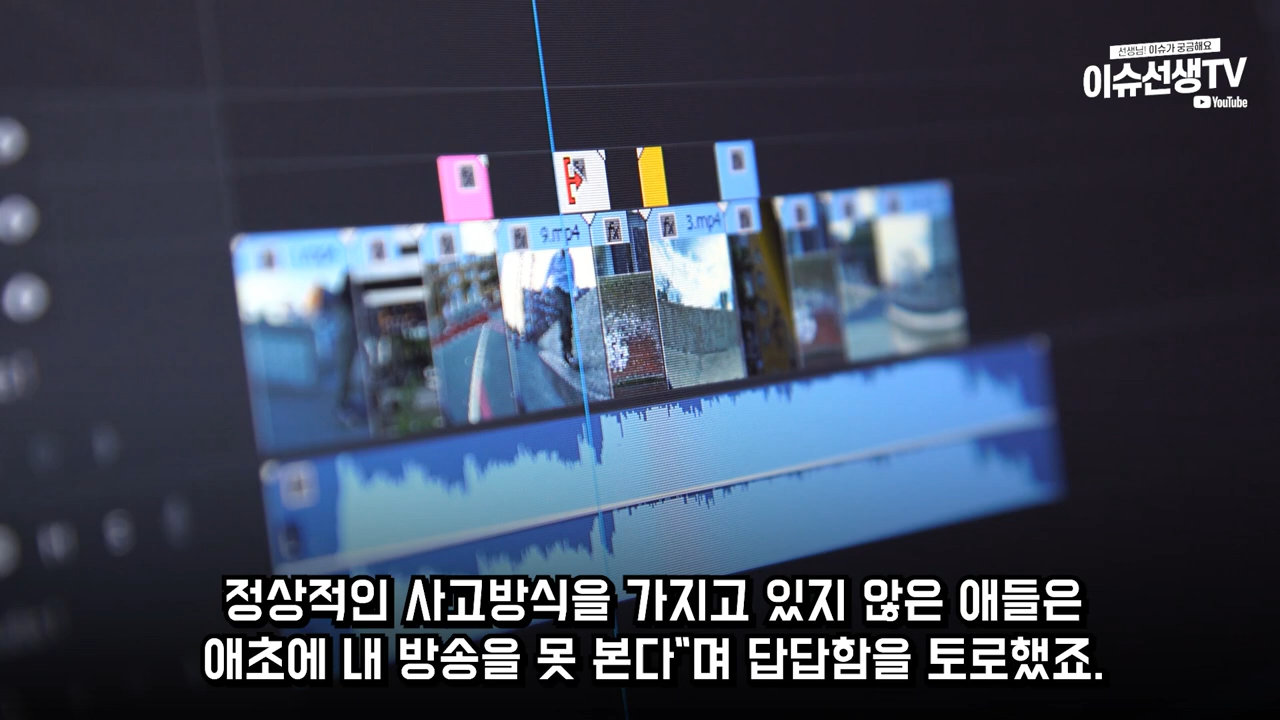 선생님! 이슈가 궁금해요
이슈선생TV
YouTube
9.mp4
3.mp4
정상적인 사고방식을 가지고 있지 않은 애들은
애초에 내 방송을 못 본다"며 답답함을 토로했죠.